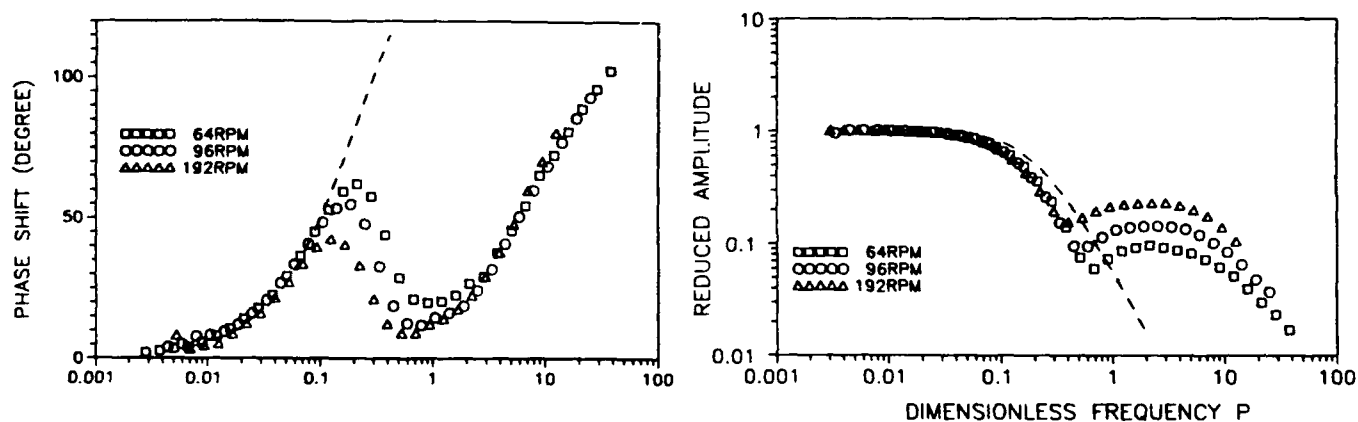 PHASE SHIFT (DEGREE)
100
50
0
64RPM
96RPM
192RPM
0.001 0.01 0.1 1 10 100
REDUCED AMPLITUDE
10
1
0.1
0.01
64RPM
96RPM
192RPM
0.001 0.01 0.1 1 10 100
DIMENSIONLESS FREQUENCY P